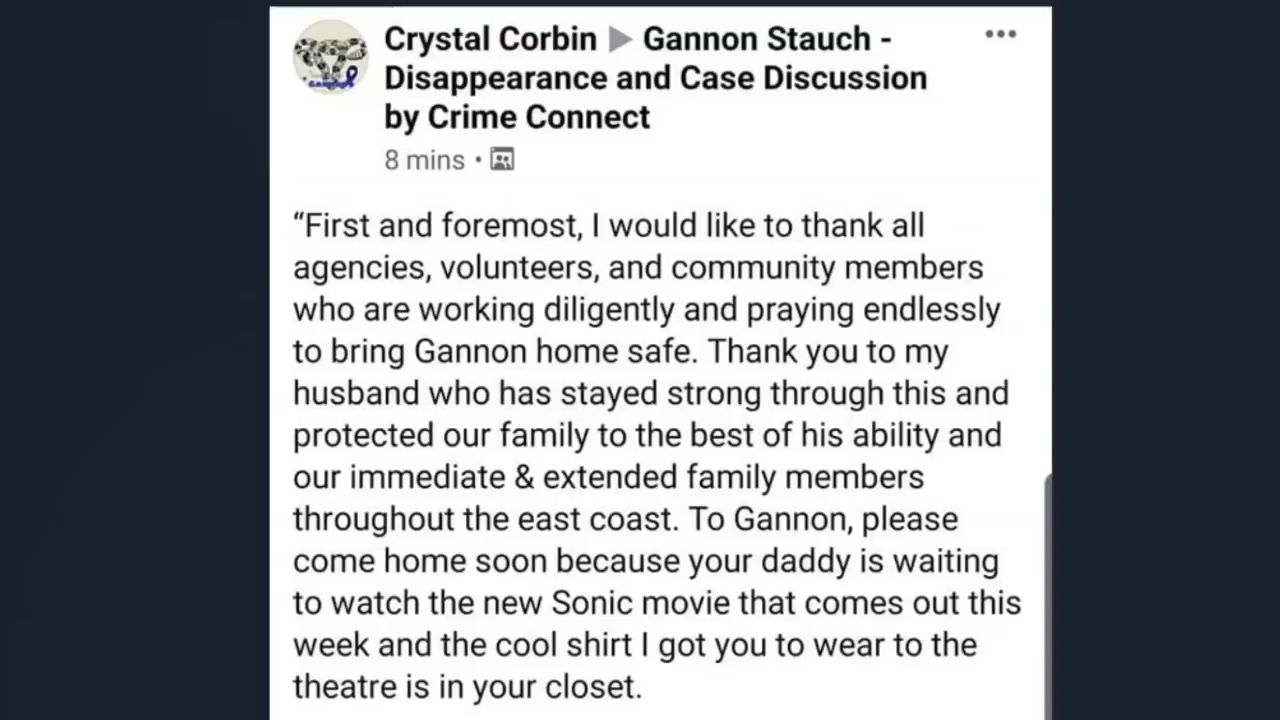 Crystal Corbin ▶ Gannon Stauch -
Disappearance and Case Discussion
by Crime Connect
8 mins •
“First and foremost, I would like to thank all
agencies, volunteers, and community members
who are working diligently and praying endlessly
to bring Gannon home safe. Thank you to my
husband who has stayed strong through this and
protected our family to the best of his ability and
our immediate & extended family members
throughout the east coast. To Gannon, please
come home soon because your daddy is waiting
to watch the new Sonic movie that comes out this
week and the cool shirt I got you to wear to the
theatre is in your closet.